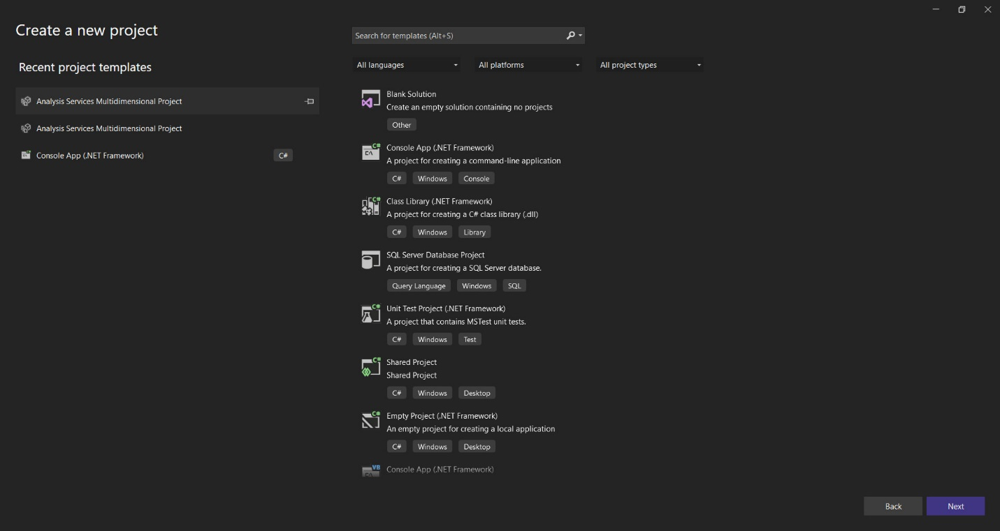 Create a new project
Recent project templates
Analysis Services Multidimensional Project
Analysis Services Multidimensional Project
Console App (.NET Framework) C#
Search for templates (Alt+S)
All languages All platforms All project types
Blank Solution
Create an empty solution containing no projects
Other
C#
Console App (.NET Framework)
A project for creating a command-line application
C# Windows Console
C#
Class Library (.NET Framework)
A project for creating a C# class library (.dll)
C# Windows Library
SQL Server Database Project
A project for creating a SQL Server database.
Query Language Windows SQL
C#
Unit Test Project (.NET Framework)
A project that contains MSTest unit tests.
C# Windows Test
C#
Shared Project
Shared Project
C# Windows Desktop
C#
Empty Project (.NET Framework)
An empty project for creating a local application
C# Windows Desktop
VB
Console App (.NET Framework)
Back Next